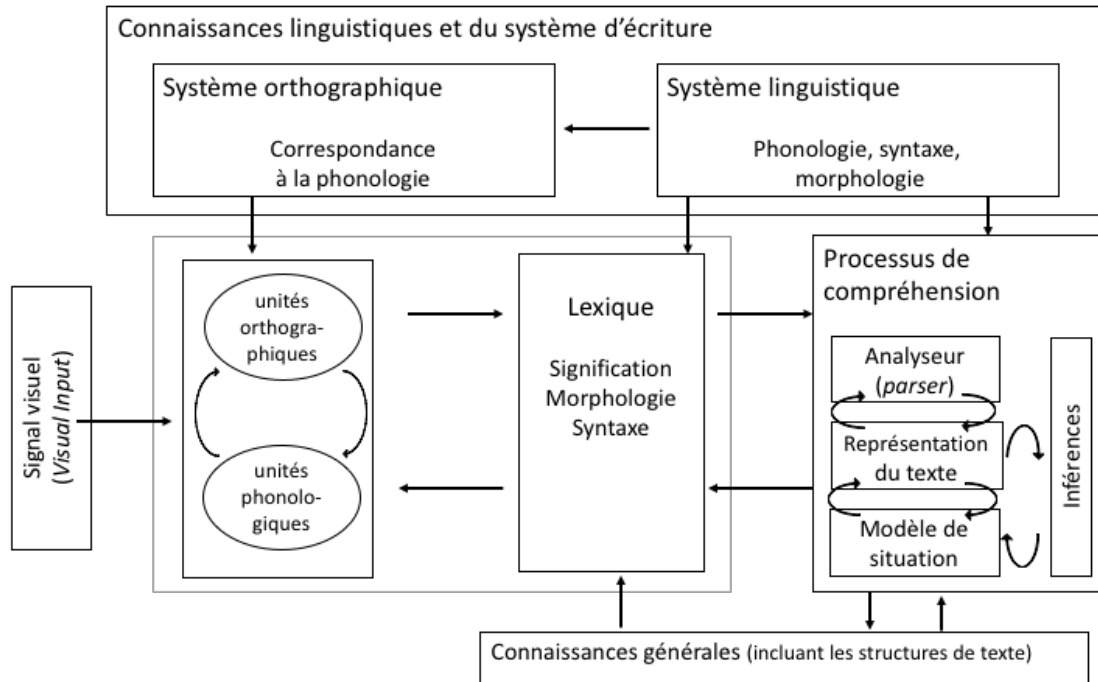 Connaissances linguistiques et du système d'écriture
Système orthographique
Correspondance
à la phonologie
Système linguistique
Phonologie, syntaxe,
morphologie
Signal visuel
(Visual Input)
unités
orthogra-
phiques
unités
phonolo-
giques
Lexique
Signification
Morphologie
Syntaxe
Processus de
compréhension
Analyseur
(parser)
Représentation
du texte
Modèle de
situation
Inférences
Connaissances générales (incluant les structures de texte)